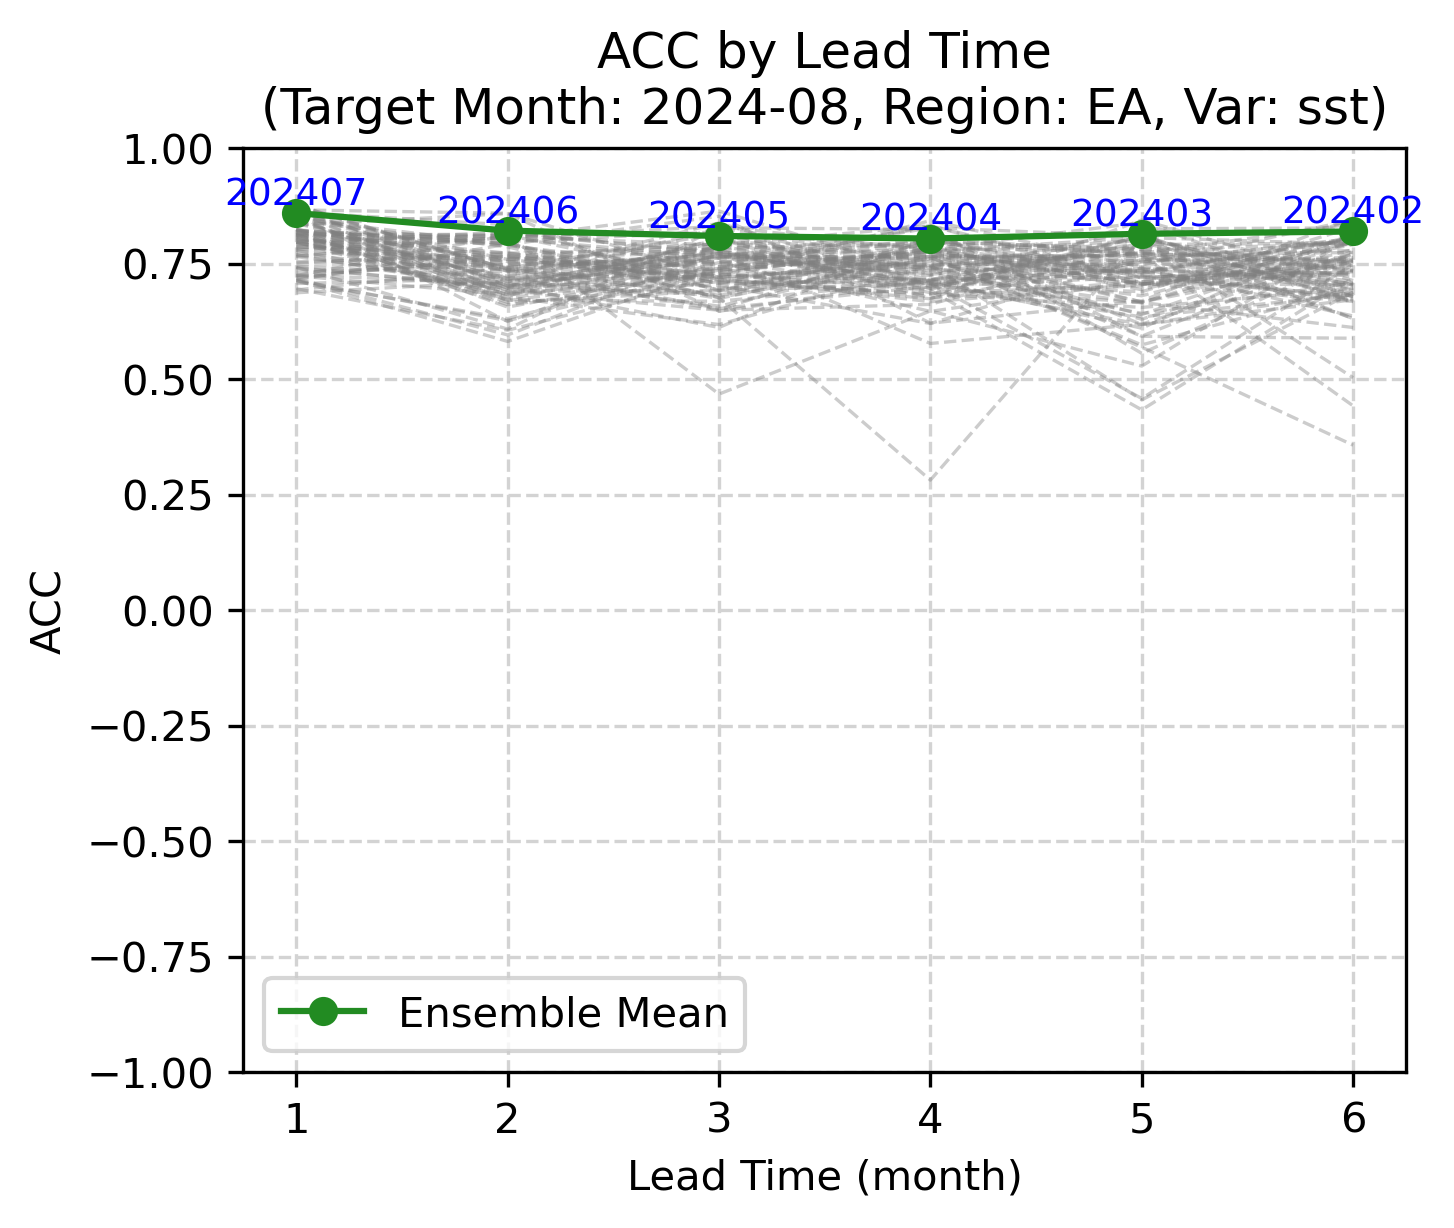 ACC by Lead Time
(Target Month: 2024-08, Region: EA, Var: sst)
1.00
0.75
0.50
0.25
0.00
−0.25
−0.50
−0.75
−1.00
ACC
202407
202406
202405
202404
202403
202402
Ensemble Mean
1 2 3 4 5 6
Lead Time (month)